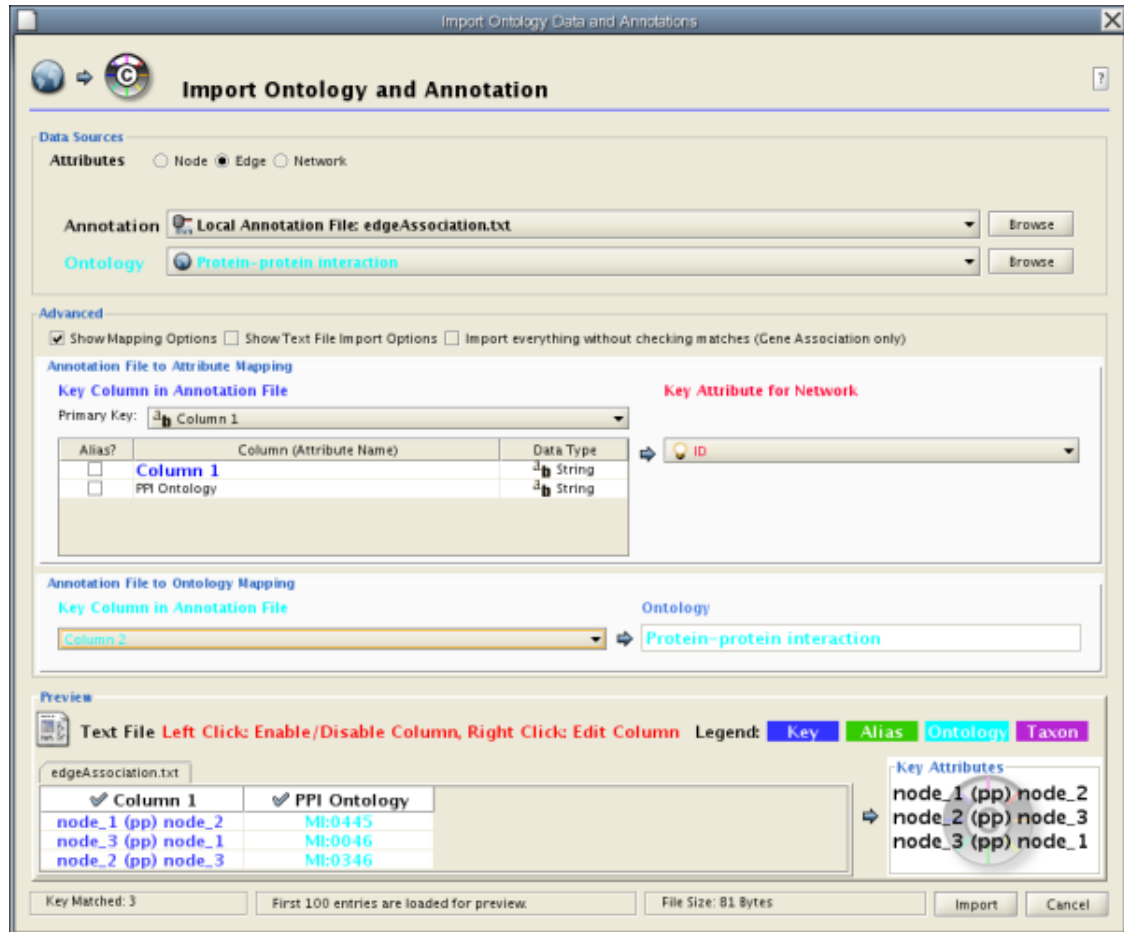 Import Ontology Data and Annotations
C
Import Ontology and Annotation
?
Data Sources
Attributes Node Edge Network
Annotation Local Annotation File: edgeAssociation.txt Browse
Ontology Protein-protein interaction Browse
Advanced
Show Mapping Options Show Text File Import Options Import everything without checking matches (Gene Association only)
Annotation File to Attribute Mapping
Key Column in Annotation File Key Attribute for Network
Primary Key: ab Column 1
Alias? Column (Attribute Name) Data Type ID
Column 1 ab String
PPI Ontology ab String
Annotation File to Ontology Mapping
Key Column in Annotation File Ontology
Column 2 Protein-protein interaction
Preview
Text File Left Click: Enable/Disable Column, Right Click: Edit Column Legend: Key Alias Ontology Taxon
edgeAssociation.txt Key Attributes
Column 1 PPI Ontology node_1 (pp) node_2
node_1 (pp) node_2 MI:0445 node_2 (pp) node_3
node_3 (pp) node_1 MI:0046 node_3 (pp) node_1
node_2 (pp) node_3 MI:0346
Key Matched: 3 First 100 entries are loaded for preview. File Size: 81 Bytes Import Cancel